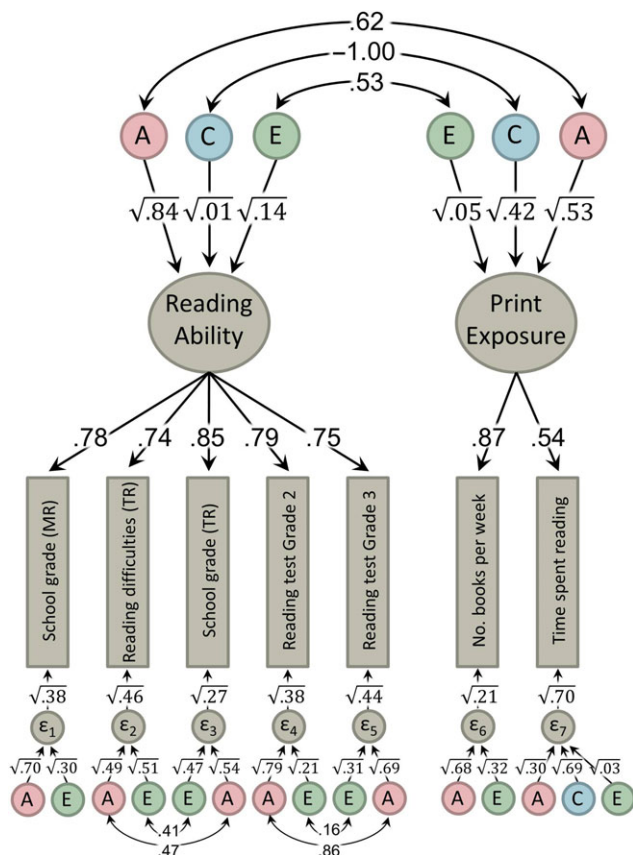 .62
–1.00
.53
A C E E C A
√.84 √.01 √.14 √.05 √.42 √.53
Reading
Ability
Print
Exposure
.78 .74 .85 .79 .75 .87 .54
School grade (MR)
Reading difficulties (TR)
School grade (TR)
Reading test Grade 2
Reading test Grade 3
No. books per week
Time spent reading
√.38 √.46 √.27 √.38 √.44 √.21 √.70
ε1 ε2 ε3 ε4 ε5 ε6 ε7
√.70 √.30 √.49 √.51 √.47 √.54 √.79 √.21 √.31 √.69 √.68 √.32 √.30 √.69 √.03
A E A E E A A E E A A E A C E
.41 .16
.47 .86